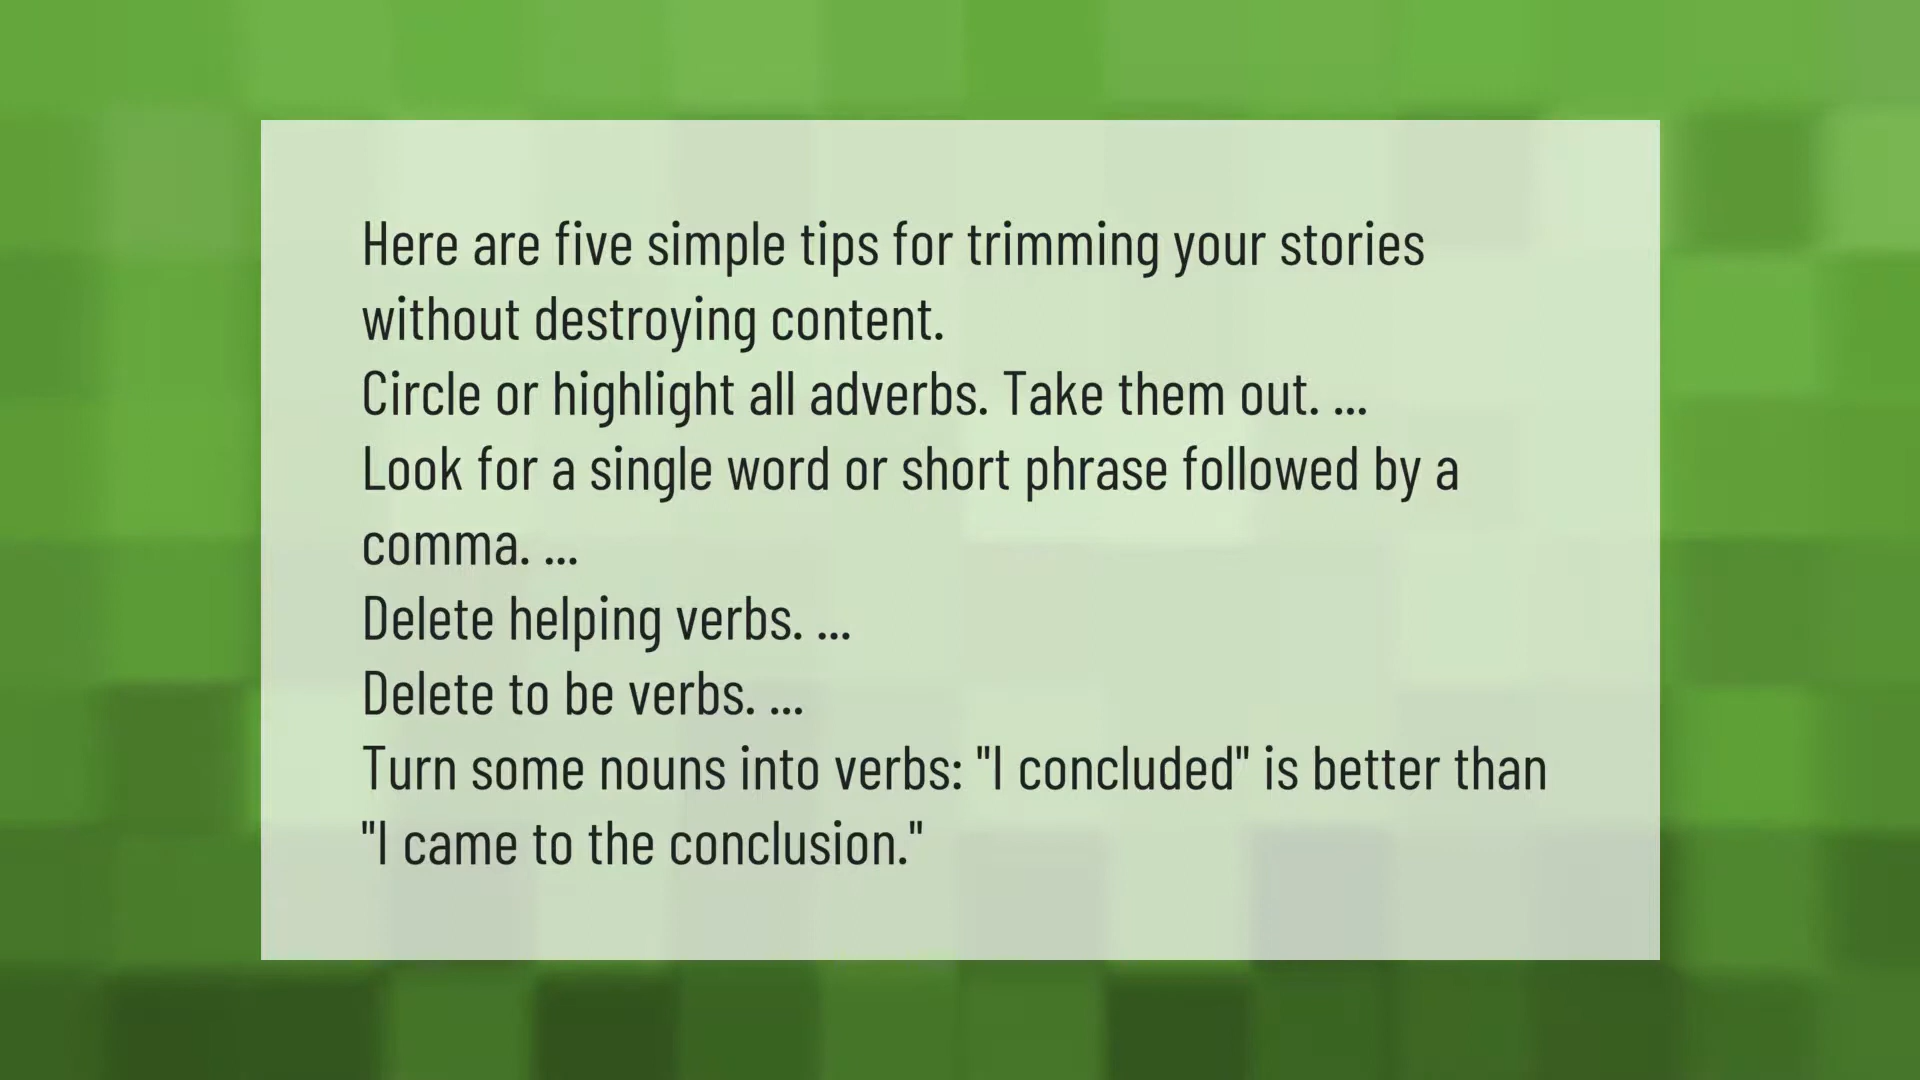 Here are five simple tips for trimming your stories
without destroying content.
Circle or highlight all adverbs. Take them out. ...
Look for a single word or short phrase followed by a
comma. ...
Delete helping verbs. ...
Delete to be verbs. ...
Turn some nouns into verbs: "I concluded" is better than
"I came to the conclusion."